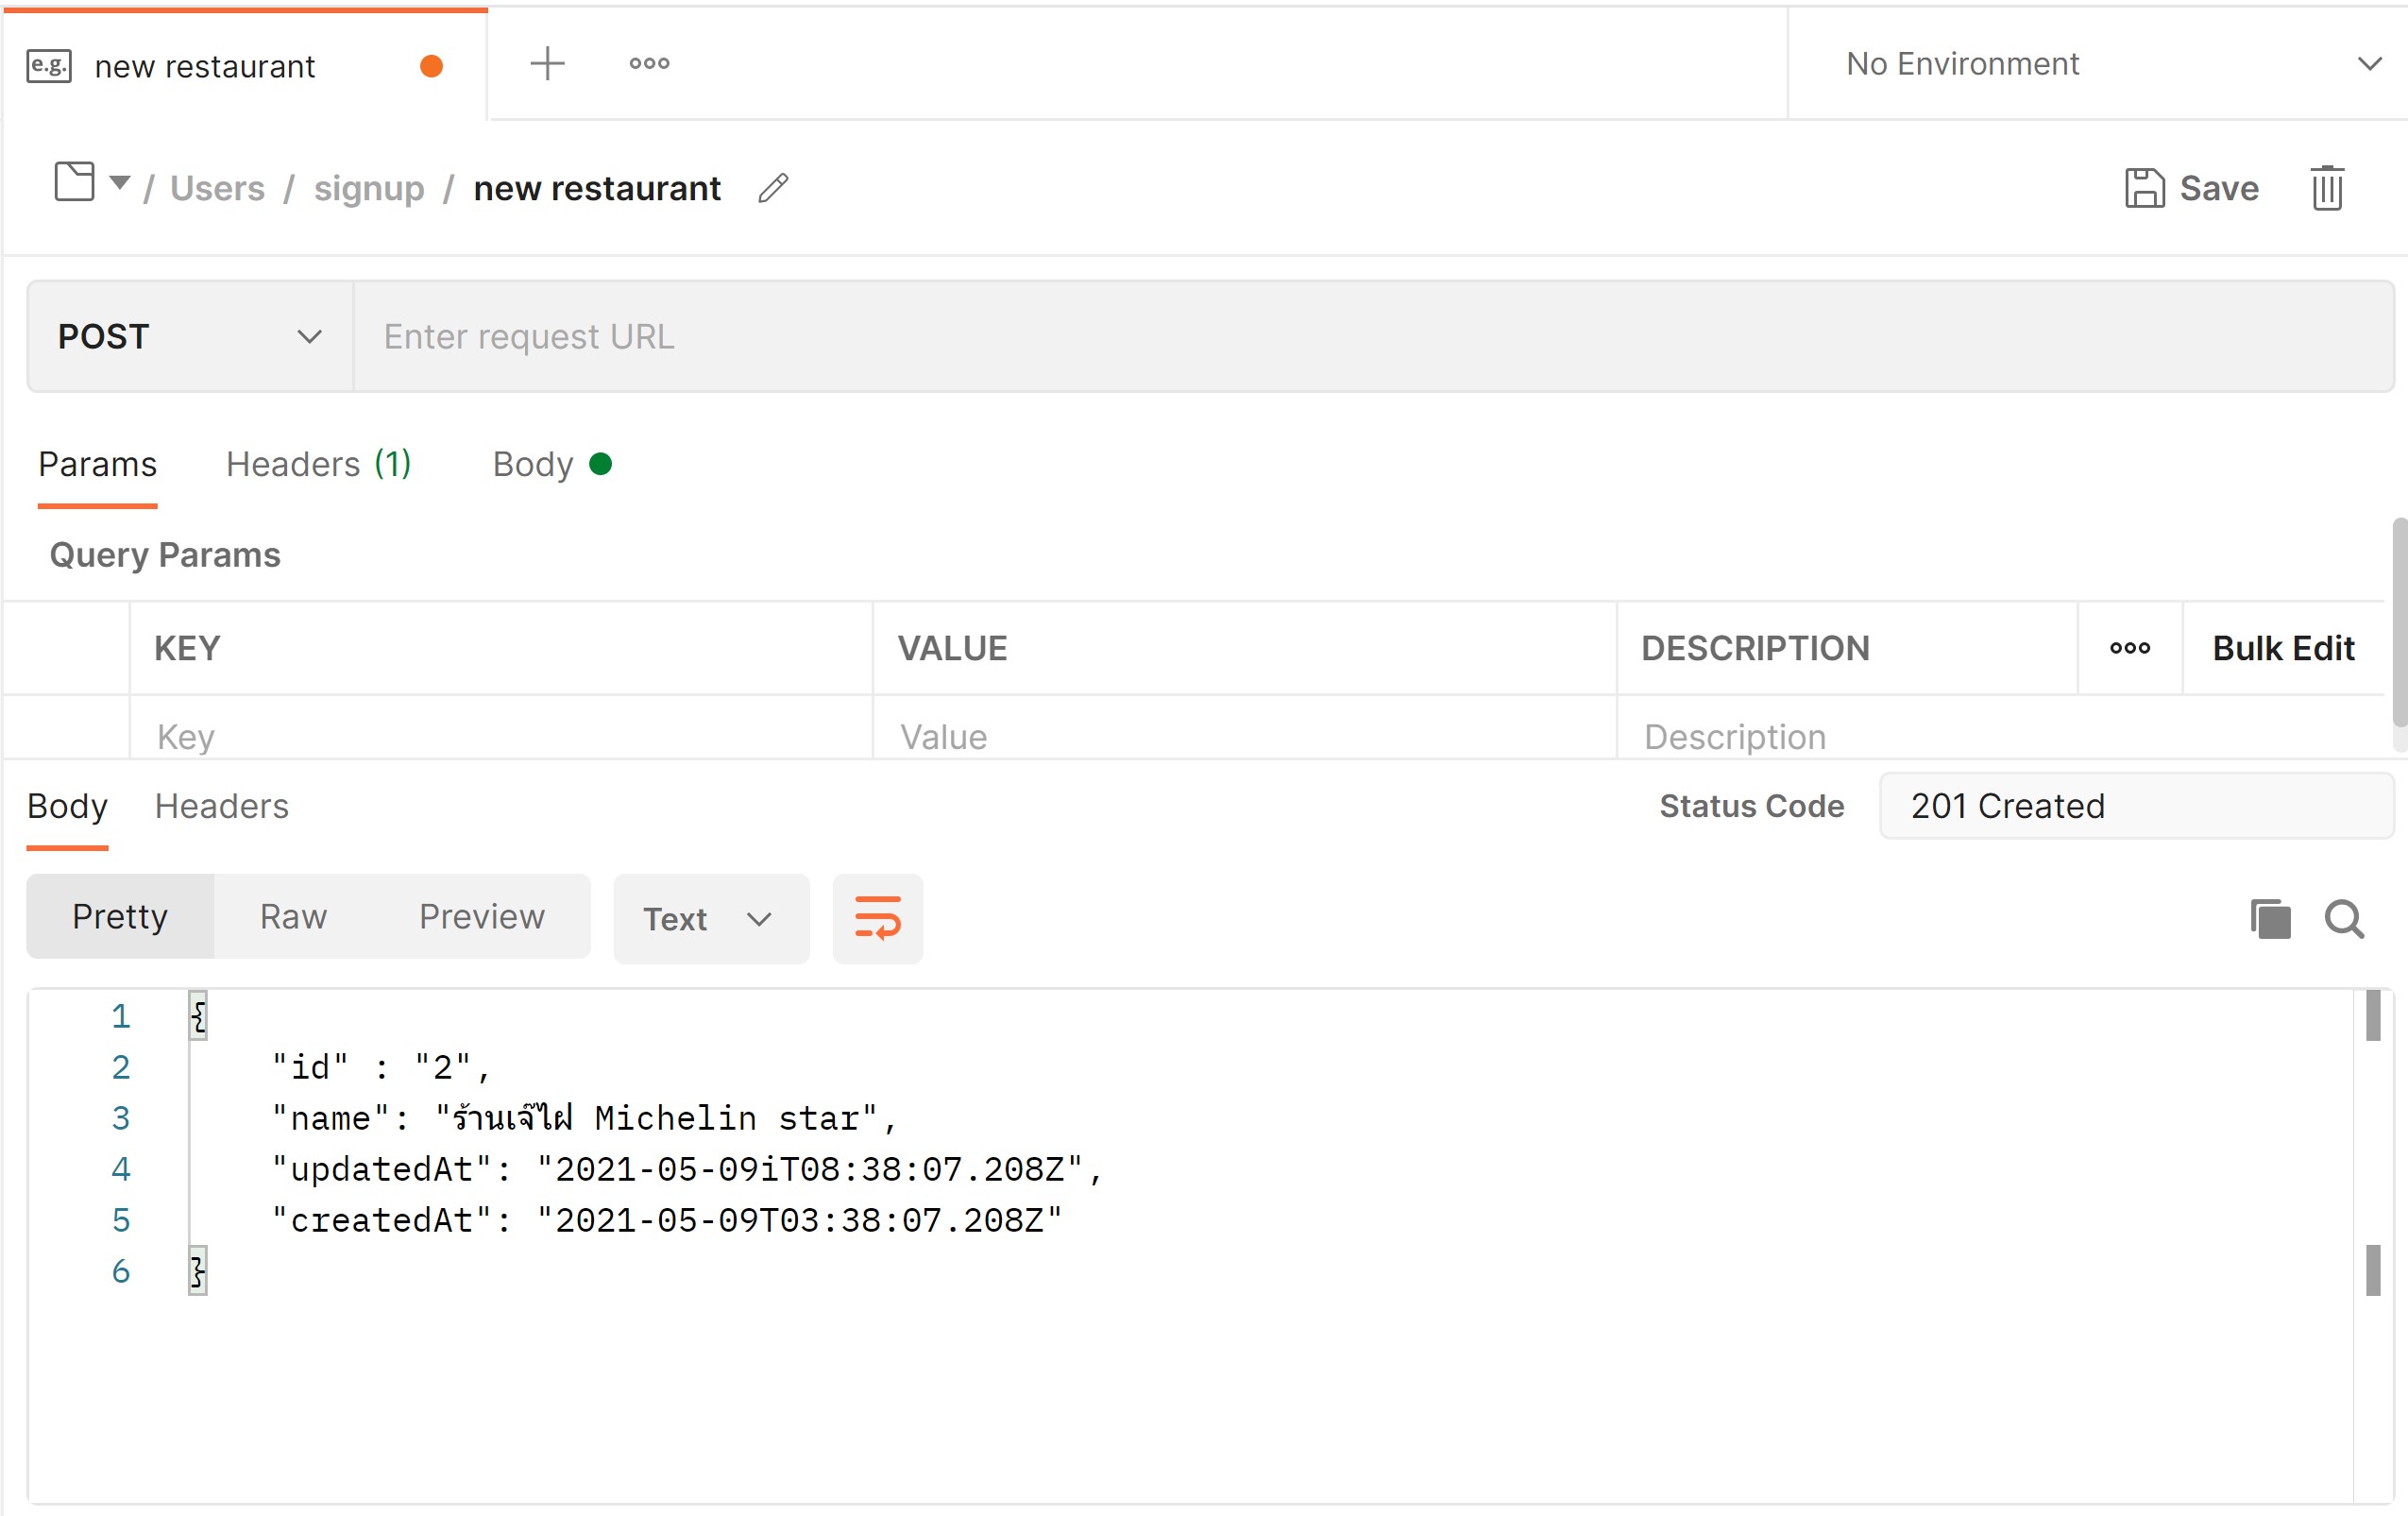 e.g. new restaurant
No Environment
/ Users / signup / new restaurant
Save
POST
Enter request URL
Params Headers (1) Body
Query Params
KEY VALUE DESCRIPTION Bulk Edit
Key Value Description
Body Headers
Status Code 201 Created
Pretty Raw Preview Text
1 {
2 "id" : "2",
3 "name": "ร้านเจ๊ไฝ Michelin star",
4 "updatedAt": "2021-05-09iT08:38:07.208Z",
5 "createdAt": "2021-05-09T03:38:07.208Z"
6 }